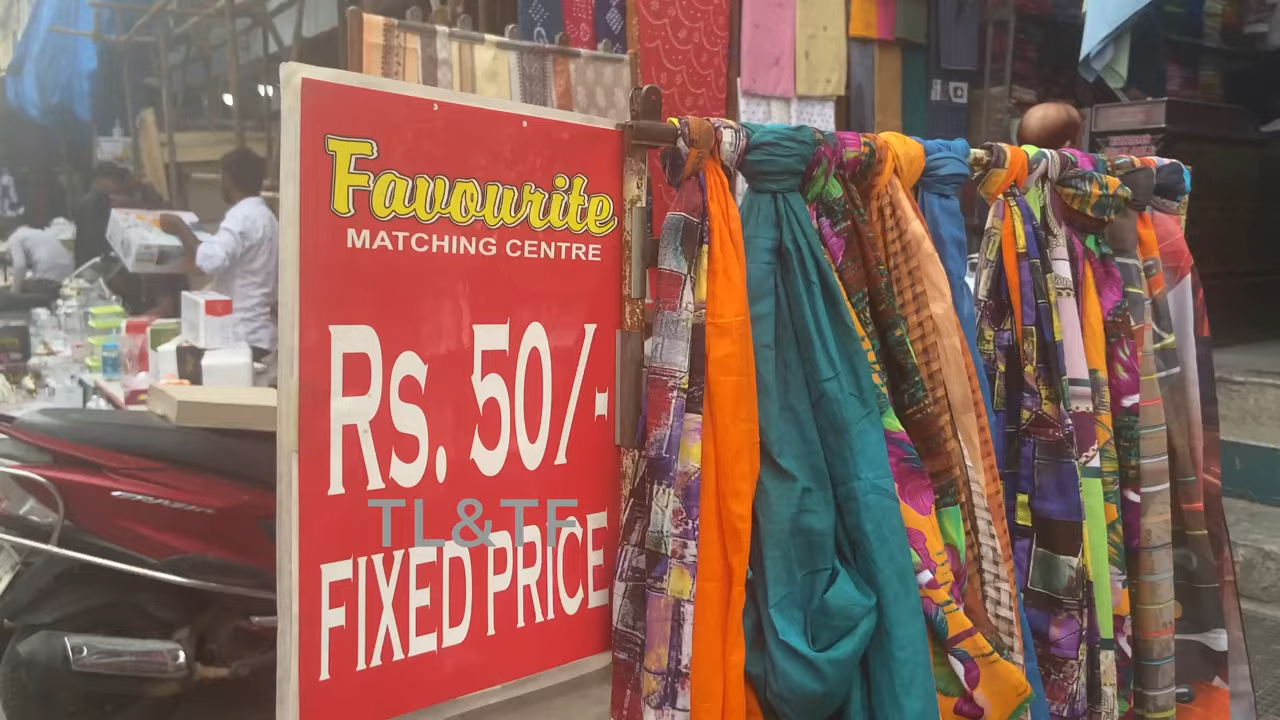 Favourite
MATCHING CENTRE
Rs. 50/-
TL&TF
FIXED PRICE